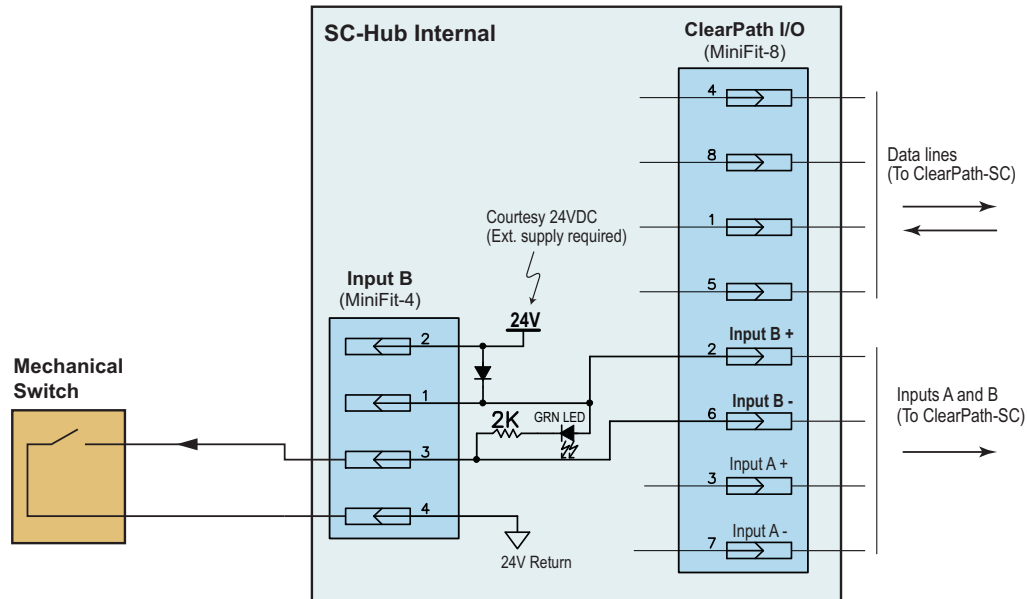 SC-Hub Internal
ClearPath I/O
(MiniFit-8)
4
8
1
5
Data lines
(To ClearPath-SC)
Courtesy 24VDC
(Ext. supply required)
Input B
(MiniFit-4)
24V
2
1
3
4
2K
GRN LED
24V Return
Mechanical
Switch
Input B +
2
Input B -
6
Input A +
3
Input A -
7
Inputs A and B
(To ClearPath-SC)